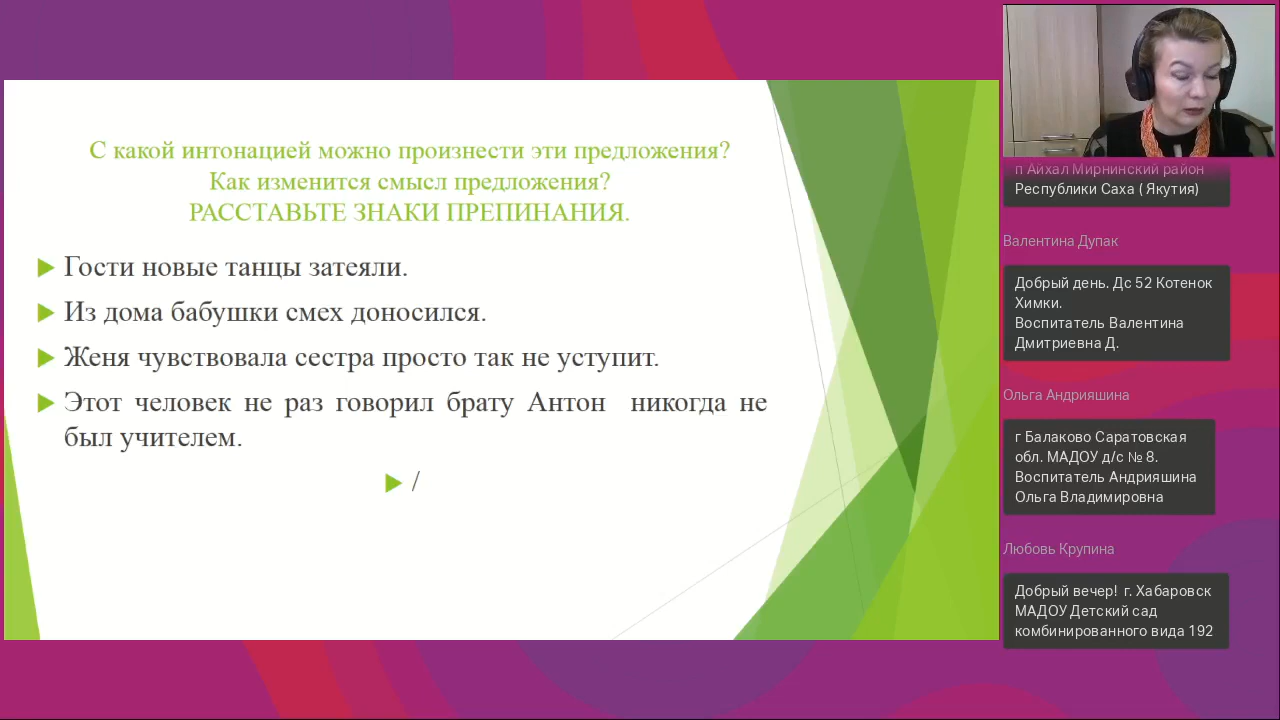 С какой интонацией можно произнести эти предложения?
Как изменится смысл предложения?
РАССТАВЬТЕ ЗНАКИ ПРЕПИНАНИЯ.
Гости новые танцы затеяли.
Из дома бабушки смех доносился.
Женя чувствовала сестра просто так не уступит.
Этот человек не раз говорил брату Антон никогда не
был учителем.
/
п Айхал Мирнинский район
Республики Саха ( Якутия)
Валентина Дупак
Добрый день. Дс 52 Котенок
Химки.
Воспитатель Валентина
Дмитриевна Д.
Ольга Андрияшина
г Балаково Саратовская
обл. МАДОУ д/с № 8.
Воспитатель Андрияшина
Ольга Владимировна
Любовь Крупина
Добрый вечер! г. Хабаровск
МАДОУ Детский сад
комбинированного вида 192